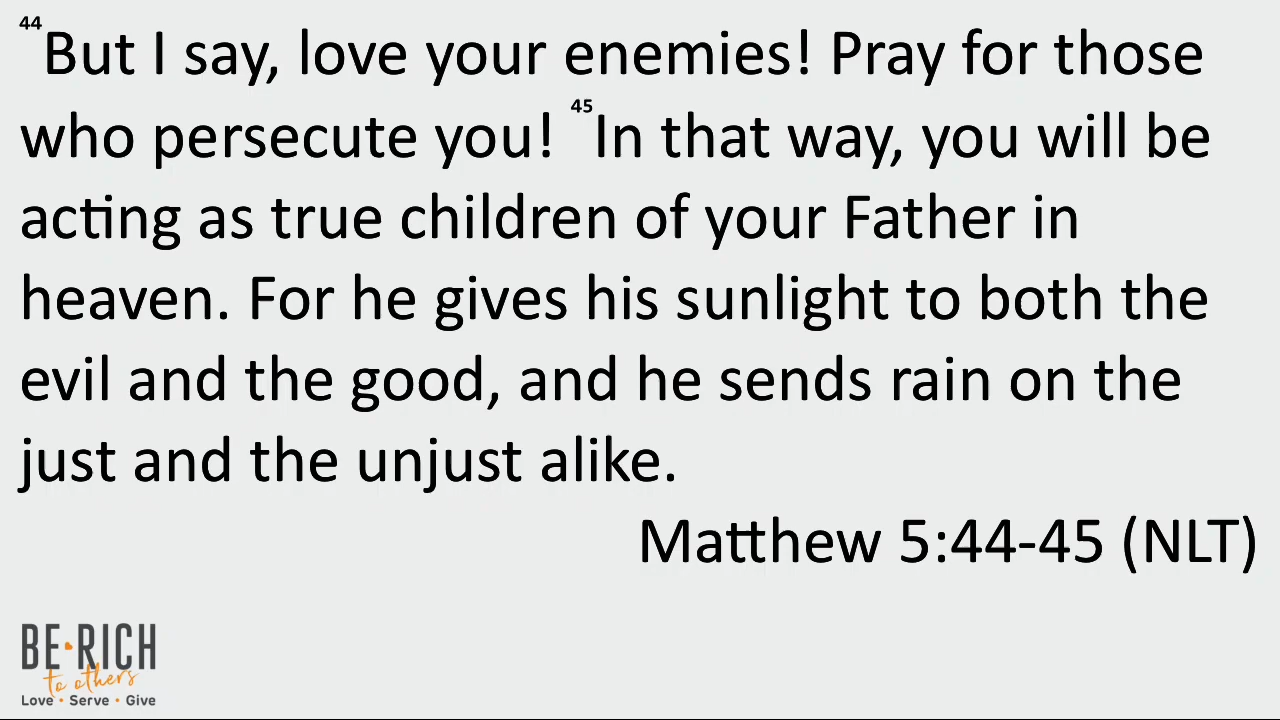 44But I say, love your enemies! Pray for those
who persecute you! 45In that way, you will be
acting as true children of your Father in
heaven. For he gives his sunlight to both the
evil and the good, and he sends rain on the
just and the unjust alike.
Matthew 5:44-45 (NLT)
BE·RICH
to others
Love • Serve • Give